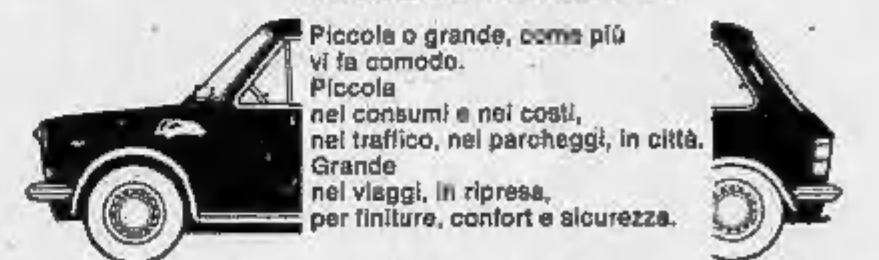 Piccola o grande, come più
vi fa comodo.
Piccola
nei consumi e nei costi,
nel traffico, nei parcheggi, in città.
Grande
nei viaggi, in ripresa,
per finiture, confort e sicurezza.